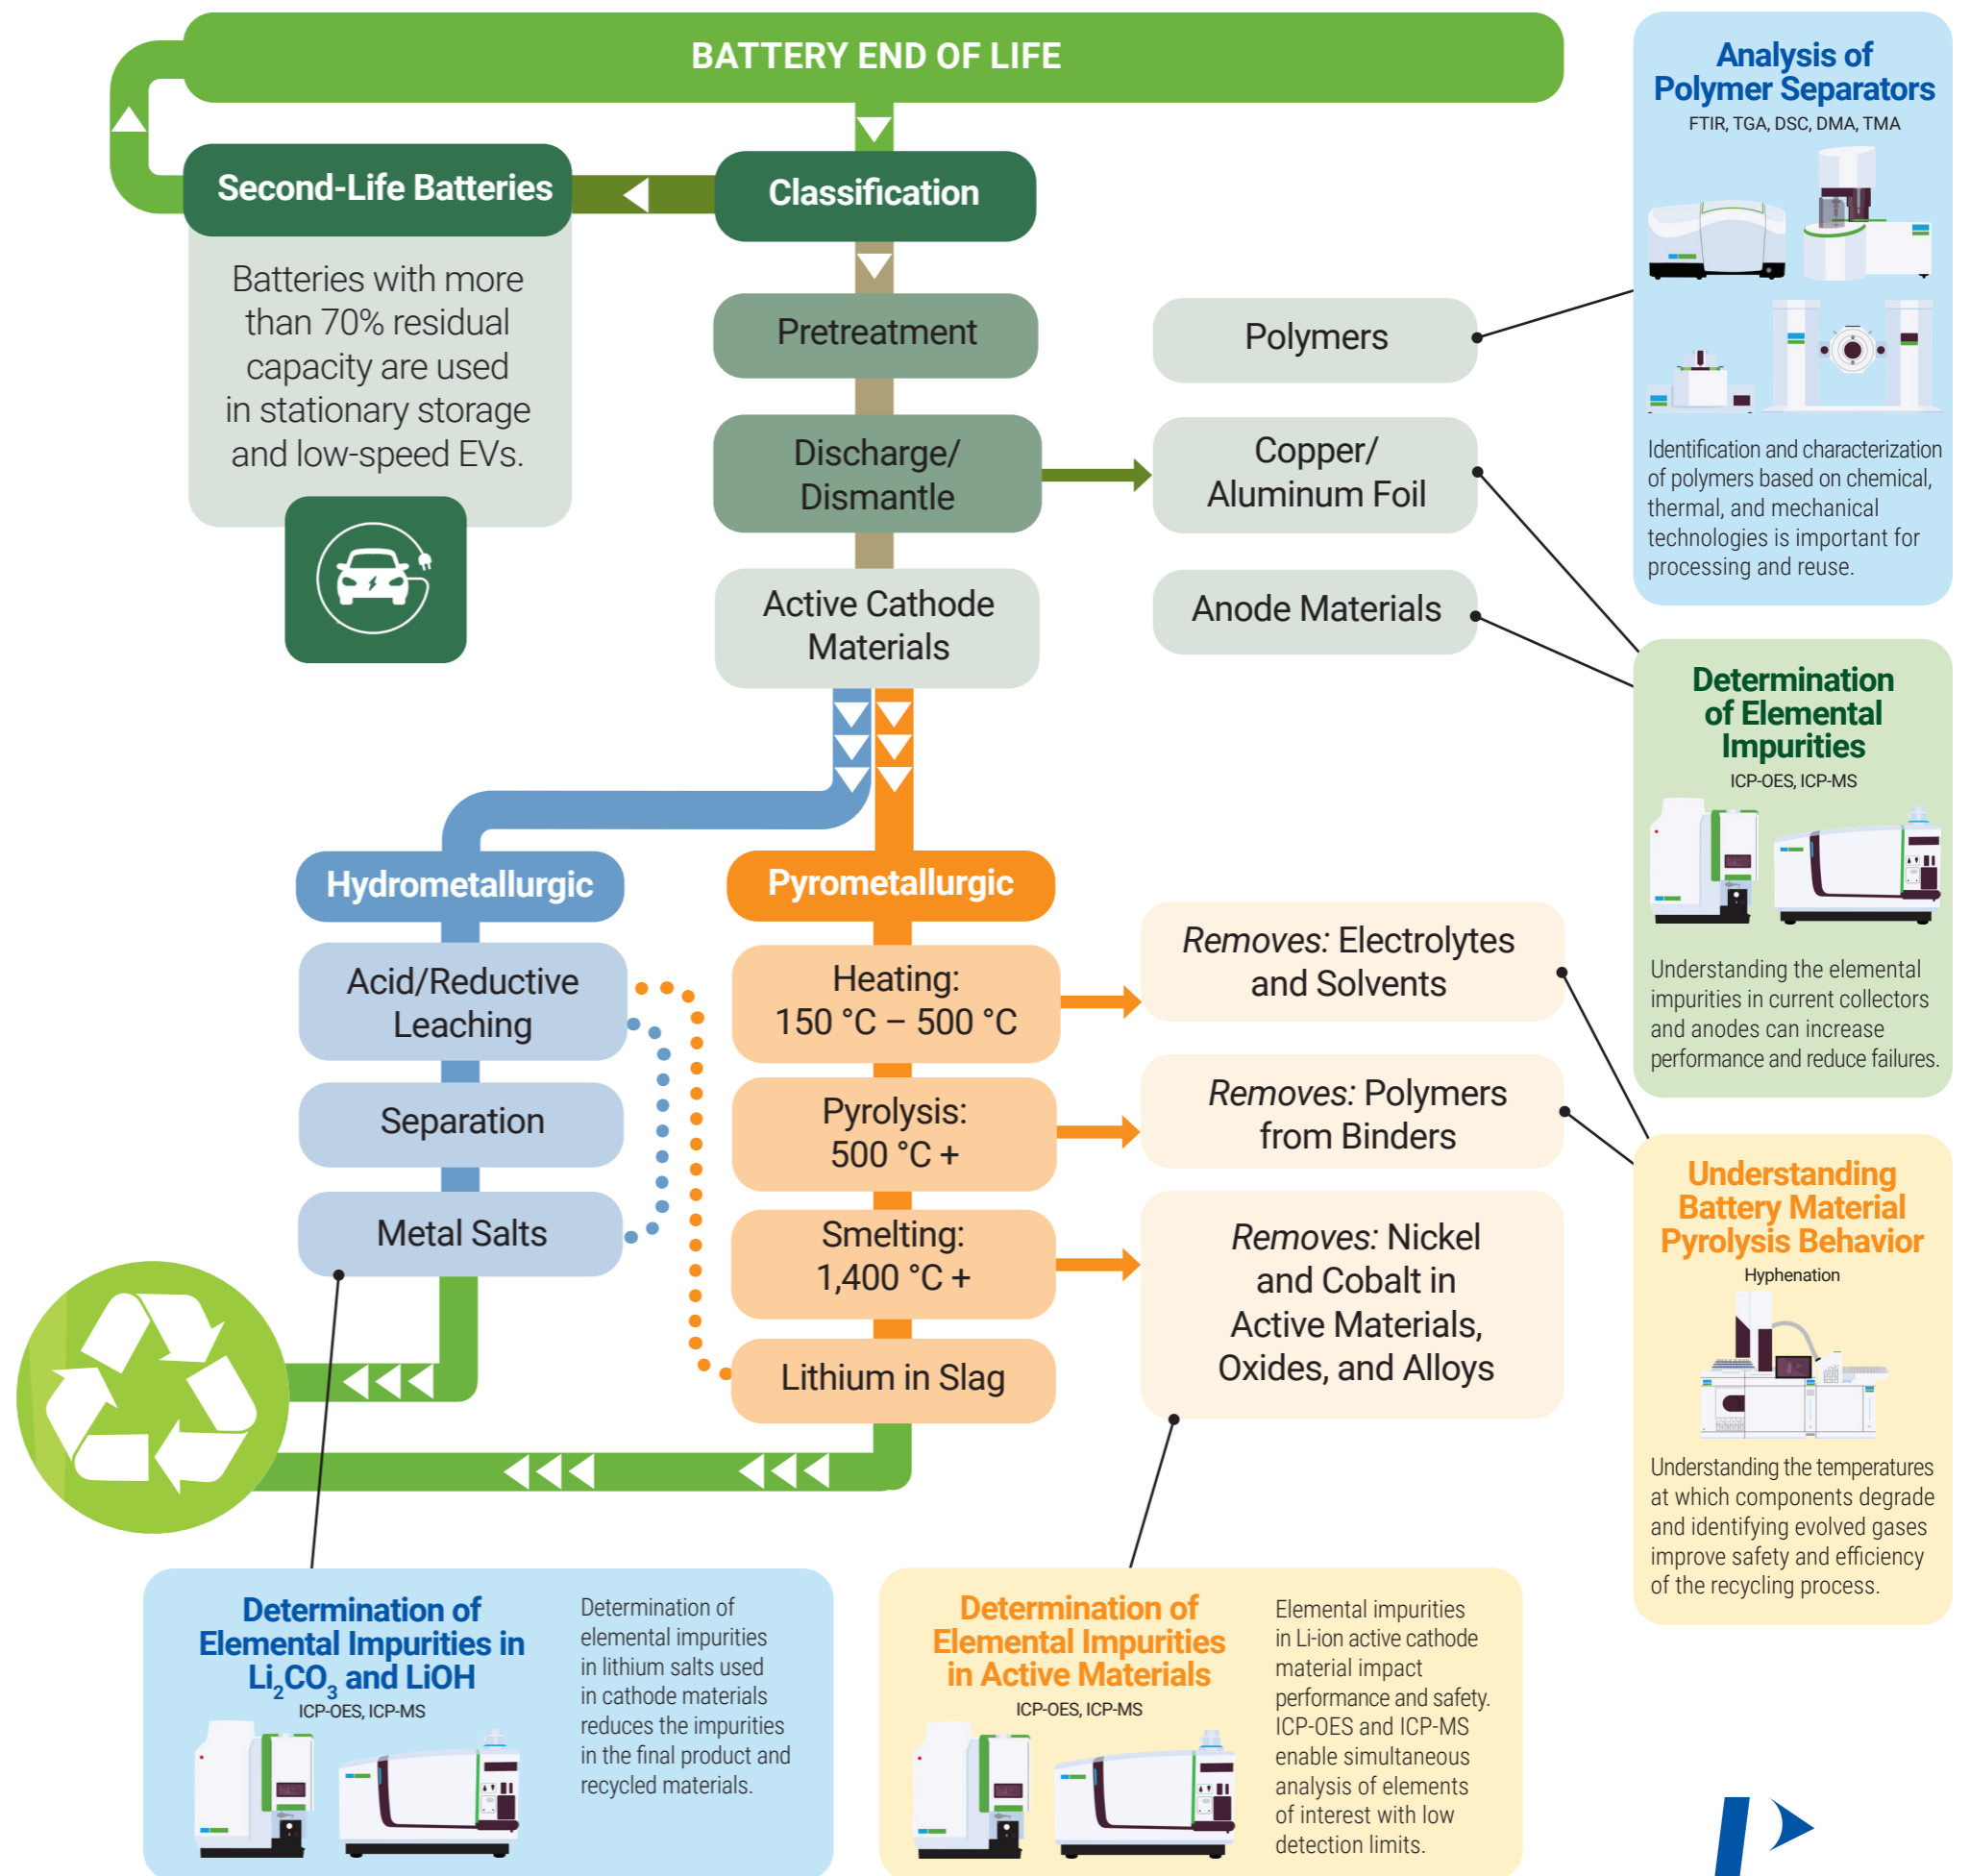 BATTERY END OF LIFE
Second-Life Batteries
Batteries with more
than 70% residual
capacity are used
in stationary storage
and low-speed EVs.
Classification
Pretreatment
Discharge/
Dismantle
Active Cathode
Materials
Polymers
Copper/
Aluminum Foil
Anode Materials
Analysis of
Polymer Separators
FTIR, TGA, DSC, DMA, TMA
Identification and characterization
of polymers based on chemical,
thermal, and mechanical
technologies is important for
processing and reuse.
Determination
of Elemental
Impurities
ICP-OES, ICP-MS
Understanding the elemental
impurities in current collectors
and anodes can increase
performance and reduce failures.
Hydrometallurgic
Acid/Reductive
Leaching
Separation
Metal Salts
Pyrometallurgic
Heating:
150 °C – 500 °C
Pyrolysis:
500 °C +
Smelting:
1,400 °C +
Lithium in Slag
Removes: Electrolytes
and Solvents
Removes: Polymers
from Binders
Removes: Nickel
and Cobalt in
Active Materials,
Oxides, and Alloys
Understanding
Battery Material
Pyrolysis Behavior
Hyphenation
Understanding the temperatures
at which components degrade
and identifying evolved gases
improve safety and efficiency
of the recycling process.
Determination of
Elemental Impurities in
Li₂CO₃ and LiOH
ICP-OES, ICP-MS
Determination of
elemental impurities
in lithium salts used
in cathode materials
reduces the impurities
in the final product and
recycled materials.
Determination of
Elemental Impurities
in Active Materials
ICP-OES, ICP-MS
Elemental impurities
in Li-ion active cathode
material impact
performance and safety.
ICP-OES and ICP-MS
enable simultaneous
analysis of elements
of interest with low
detection limits.